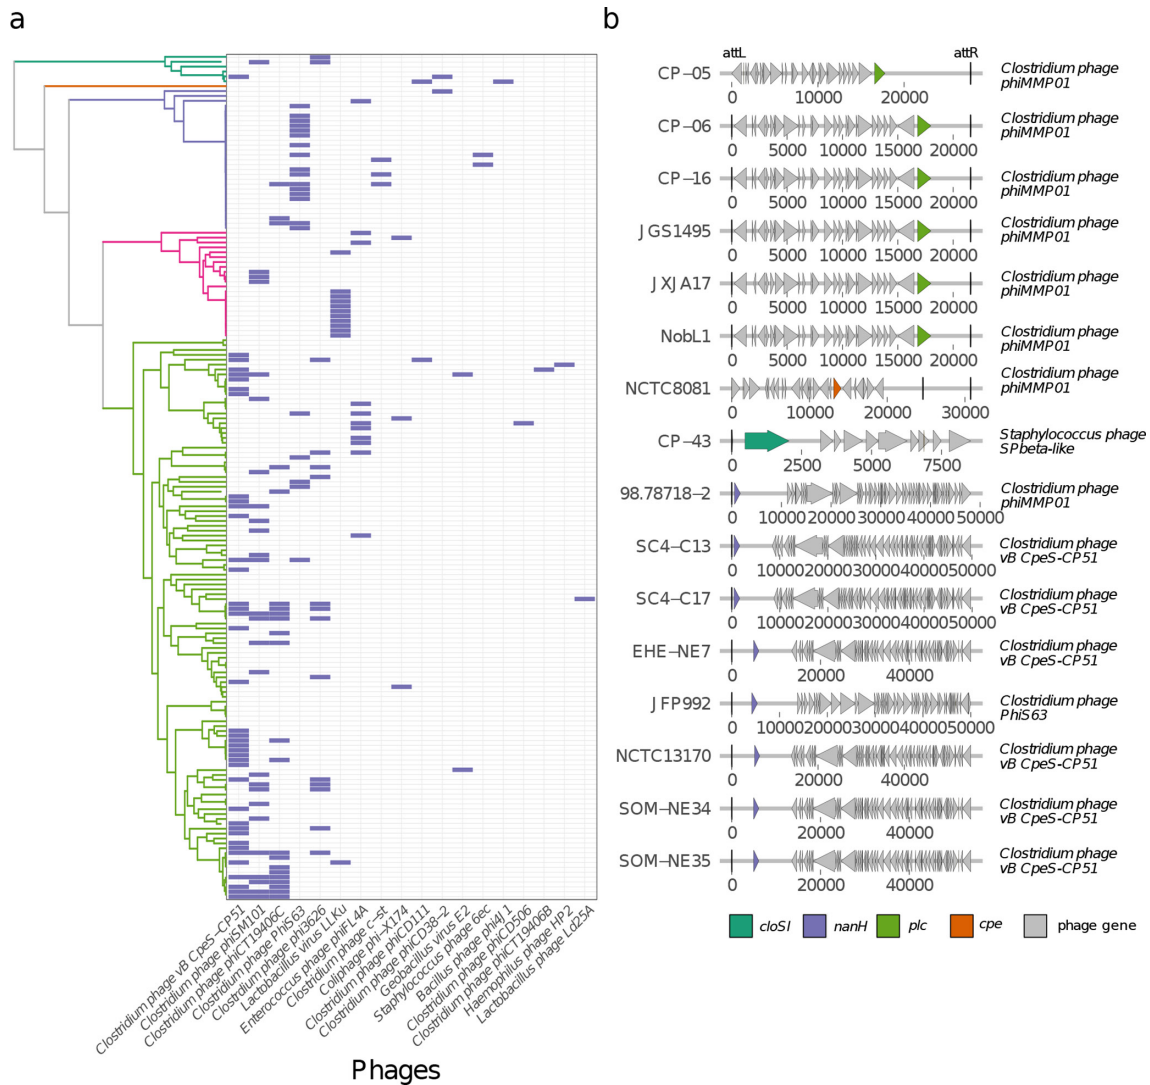 a
Clostridium phage vB CpeS-CP51
Clostridium phage phiSM101
Clostridium phage phiCT19406C
Clostridium phage PhiS63
Clostridium phage phi3626
Lactobacillus virus LLKu
Enterococcus phage phiFL4A
Clostridium phage c-st
Coliphage phi-X174
Clostridium phage phiCD111
Clostridium phage phiCD38-2
Geobacillus virus E2
Staphylococcus phage 6ec
Bacillus phage phi4J1
Clostridium phage phiCD506
Clostridium phage phiCT19406B
Haemophilus phage HP2
Lactobacillus phage Ld25A
Phages
b
attL attR
CP-05 Clostridium phage
phiMMP01
0 10000 20000
CP-06 Clostridium phage
phiMMP01
0 5000 10000 15000 20000
CP-16 Clostridium phage
phiMMP01
0 5000 10000 15000 20000
JGS1495 Clostridium phage
phiMMP01
0 5000 10000 15000 20000
JXJA17 Clostridium phage
phiMMP01
0 5000 10000 15000 20000
NobL1 Clostridium phage
phiMMP01
0 5000 10000 15000 20000
NCTC8081 Clostridium phage
phiMMP01
0 10000 20000 30000
CP-43 Staphylococcus phage
SPbeta-like
0 2500 5000 7500
98.78718-2 Clostridium phage
phiMMP01
0 10000 20000 30000 40000 50000
SC4-C13 Clostridium phage
vB CpeS-CP51
0 10000 20000 30000 40000 50000
SC4-C17 Clostridium phage
vB CpeS-CP51
0 10000 20000 30000 40000 50000
EHE-NE7 Clostridium phage
vB CpeS-CP51
0 20000 40000
JFP992 Clostridium phage
PhiS63
0 10000 20000 30000 40000 50000
NCTC13170 Clostridium phage
vB CpeS-CP51
0 20000 40000
SOM-NE34 Clostridium phage
vB CpeS-CP51
0 20000 40000
SOM-NE35 Clostridium phage
vB CpeS-CP51
0 20000 40000
cloSI nanH plc cpe phage gene